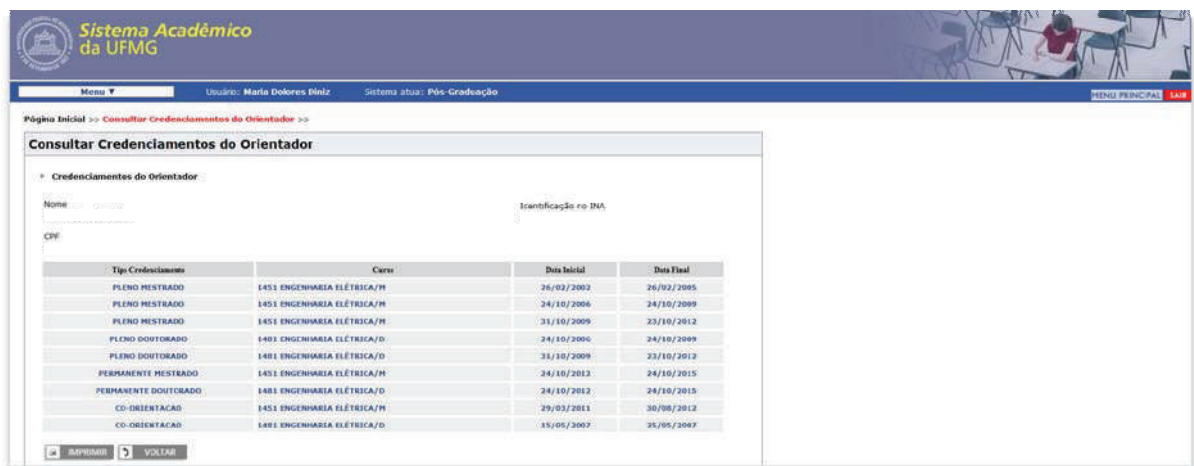 Sistema Acadêmico
da UFMG
Menu ▼ Usuário: Maria Dolores Diniz Sistema atual: Pós-Graduação MENU PRINCIPAL SAIR
Página Inicial >> Consultar Credenciamentos do Orientador >>
Consultar Credenciamentos do Orientador
Credenciamentos do Orientador
Nome Identificação no INA
CPF
Tipo Credenciamento Curso Data Inicial Data Final
PLENO MESTRADO 1451 ENGENHARIA ELÉTRICA/M 26/02/2002 26/02/2005
PLENO MESTRADO 1451 ENGENHARIA ELÉTRICA/M 24/10/2006 24/10/2009
PLENO MESTRADO 1451 ENGENHARIA ELÉTRICA/M 31/10/2009 23/10/2012
PLENO DOUTORADO 1481 ENGENHARIA ELÉTRICA/D 24/10/2006 24/10/2009
PLENO DOUTORADO 1481 ENGENHARIA ELÉTRICA/D 31/10/2009 23/10/2012
PERMANENTE MESTRADO 1451 ENGENHARIA ELÉTRICA/M 24/10/2012 24/10/2015
PERMANENTE DOUTORADO 1481 ENGENHARIA ELÉTRICA/D 24/10/2012 24/10/2015
CO-ORIENTACAO 1451 ENGENHARIA ELÉTRICA/M 29/03/2011 30/08/2012
CO-ORIENTACAO 1481 ENGENHARIA ELÉTRICA/D 15/05/2007
IMPRIMIR VOLTAR